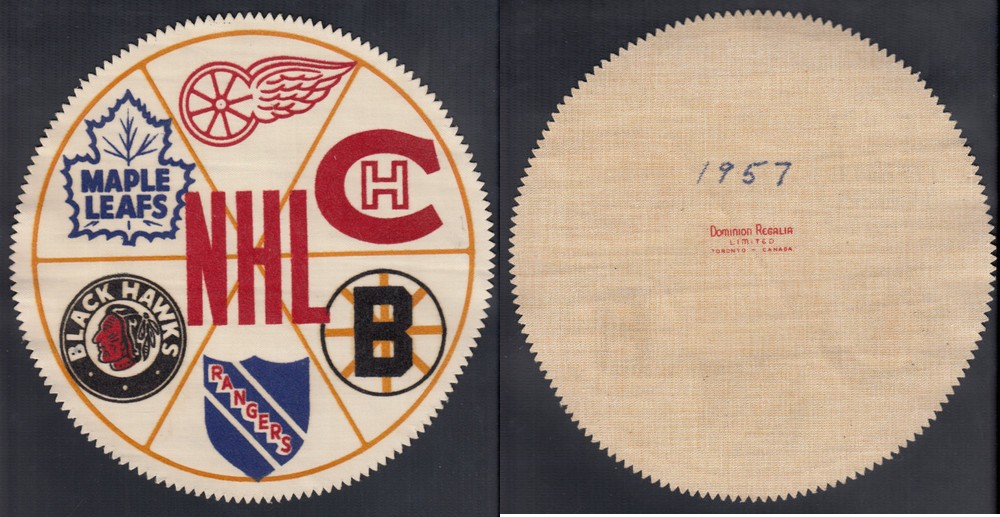 MAPLE
LEAFS
C
H
NHL
BLACK HAWKS
B
RANGERS
1957
Dominion Regalia
LIMITED
TORONTO - CANADA